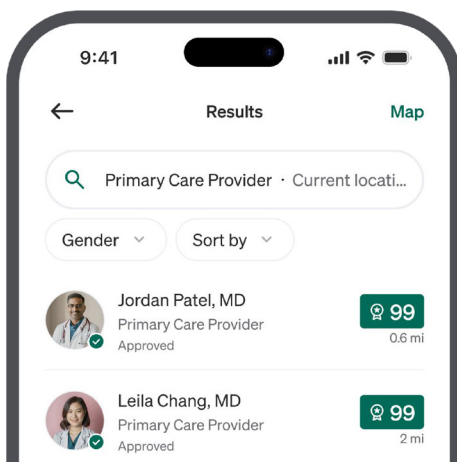 9:41
Results
Map
Primary Care Provider · Current locati...
Gender
Sort by
Jordan Patel, MD
Primary Care Provider
Approved
99
0.6 mi
Leila Chang, MD
Primary Care Provider
Approved
99
2 mi